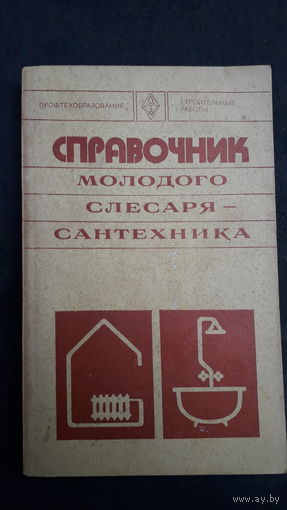 ПРОФТЕХОБРАЗОВАНИЕ
СТРОИТЕЛЬНЫЕ
РАБОТЫ
СПРАВОЧНИК
МОЛОДОГО
СЛЕСАРЯ–
САНТЕХНИКА
www.ay.by